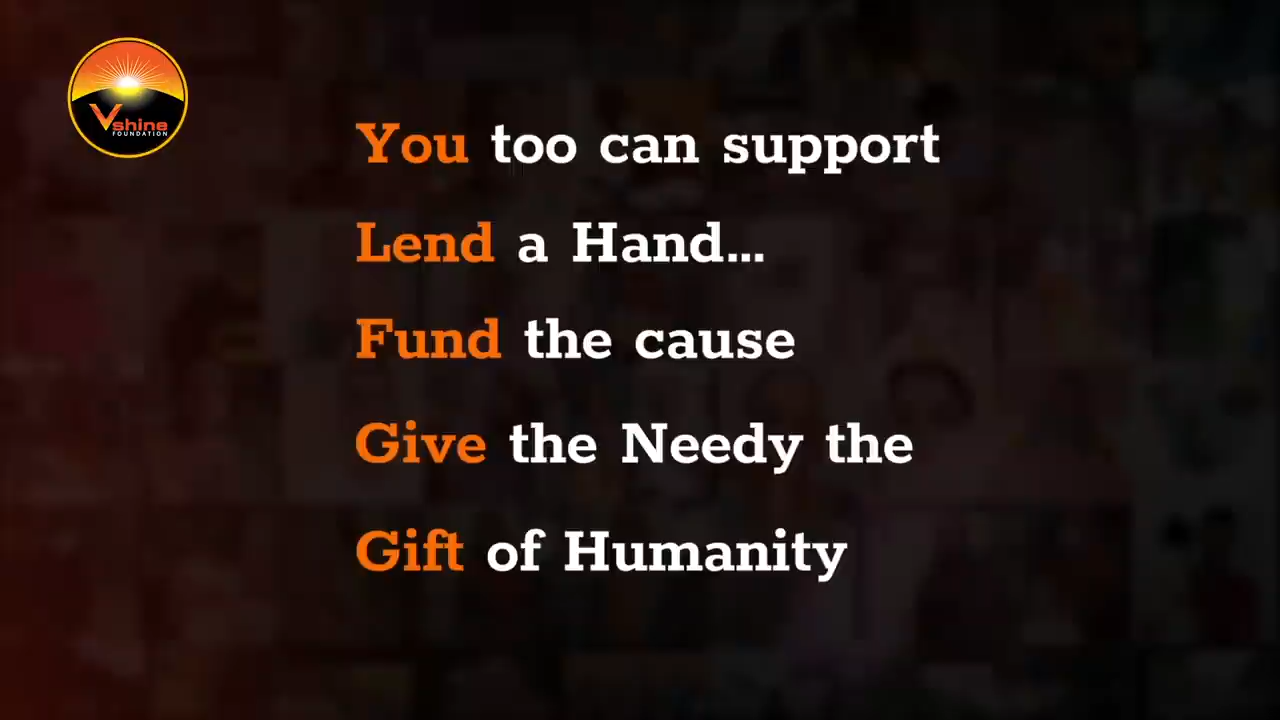 Vshine
FOUNDATION
You too can support
Lend a Hand...
Fund the cause
Give the Needy the
Gift of Humanity